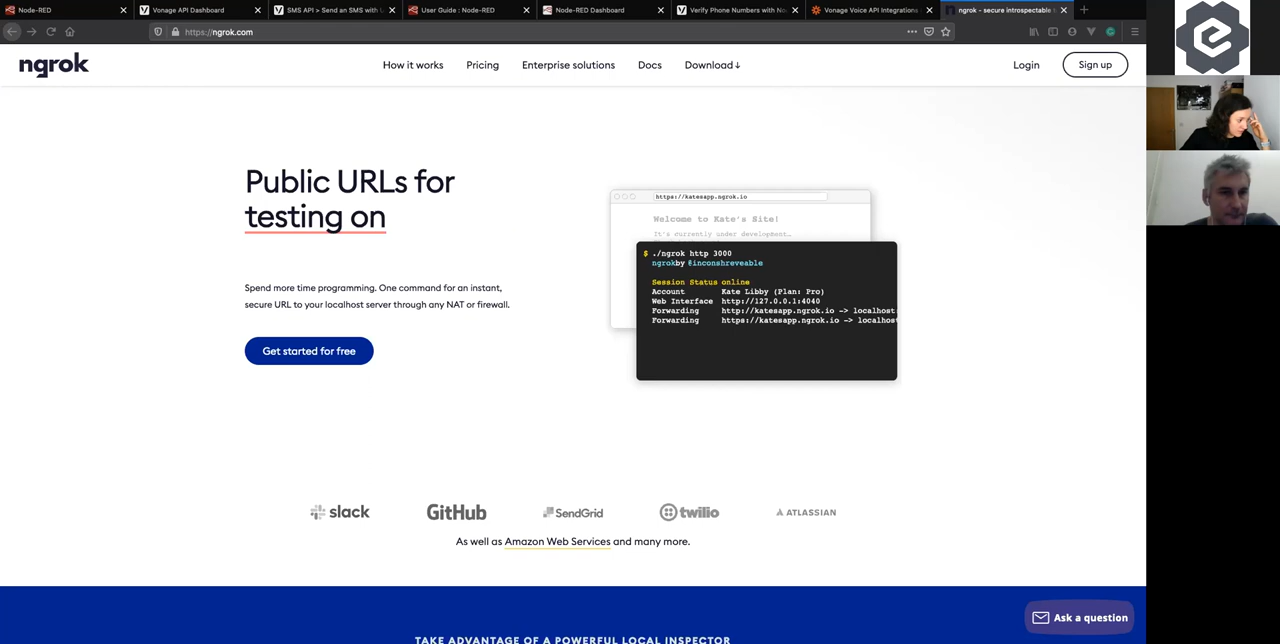 Node-RED
Vonage API Dashboard
SMS API > Send an SMS with
User Guide : Node-RED
Node-RED Dashboard
Verify Phone Numbers with No
Vonage Voice API Integrations
ngrok - secure introspectable
https://ngrok.com
ngrok
How it works
Pricing
Enterprise solutions
Docs
Download↓
Login
Sign up
Public URLs for
testing on
Spend more time programming. One command for an instant,
secure URL to your localhost server through any NAT or firewall.
Get started for free
https://katesapp.ngrok.io
Welcome to Kate's Site!
It's currently under development…
$ ./ngrok http 3000
ngrokby @inconshreveable
Session Status online
Account Kate Libby (Plan: Pro)
Web Interface http://127.0.0.1:4040
Forwarding http://katesapp.ngrok.io -> localhost:
Forwarding https://katesapp.ngrok.io -> localhost
slack
GitHub
SendGrid
twilio
ATLASSIAN
As well as Amazon Web Services and many more.
Ask a question
TAKE ADVANTAGE OF A POWERFUL LOCAL INSPECTOR